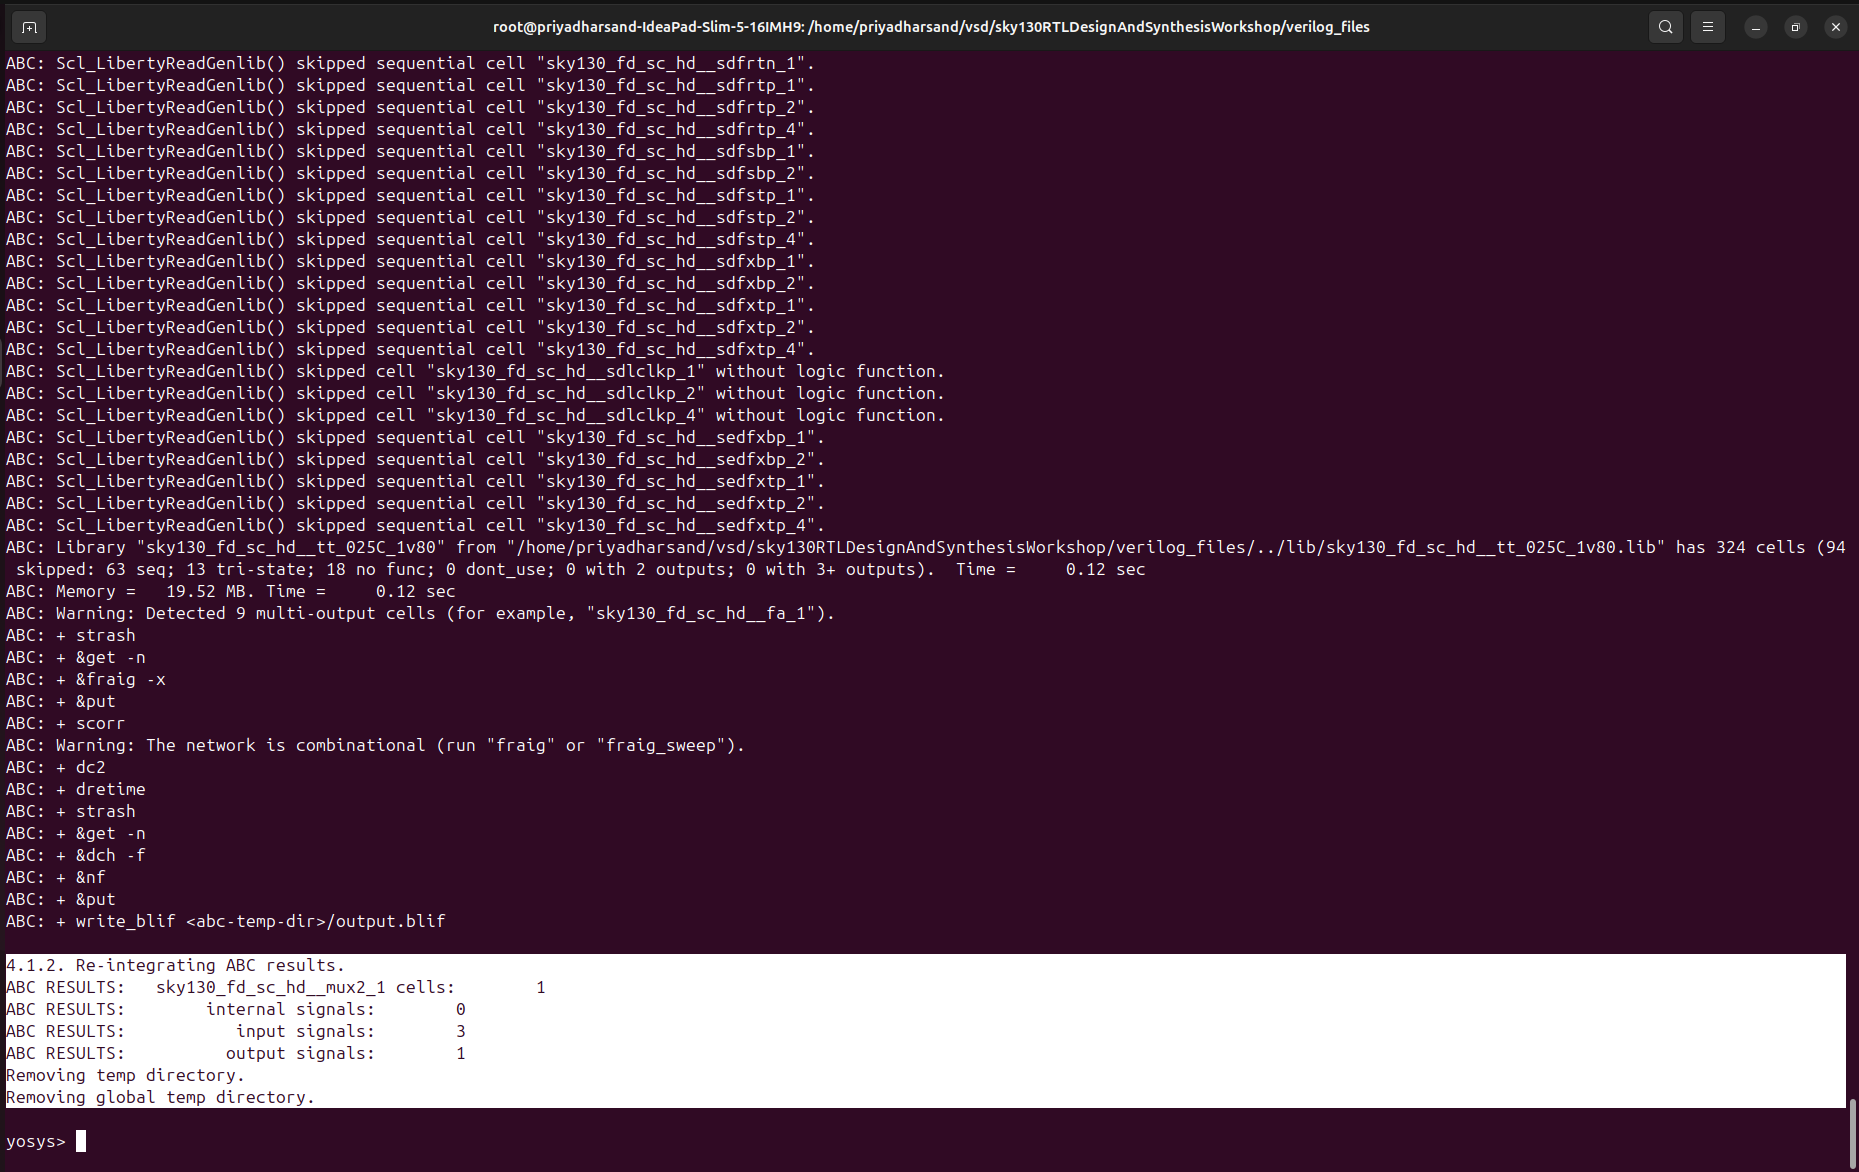 root@priyadharsand-IdeaPad-Slim-5-16IMH9: /home/priyadharsand/vsd/sky130RTLDesignAndSynthesisWorkshop/verilog_files
ABC: Scl_LibertyReadGenlib() skipped sequential cell "sky130_fd_sc_hd__sdfrtn_1".
ABC: Scl_LibertyReadGenlib() skipped sequential cell "sky130_fd_sc_hd__sdfrtp_1".
ABC: Scl_LibertyReadGenlib() skipped sequential cell "sky130_fd_sc_hd__sdfrtp_2".
ABC: Scl_LibertyReadGenlib() skipped sequential cell "sky130_fd_sc_hd__sdfrtp_4".
ABC: Scl_LibertyReadGenlib() skipped sequential cell "sky130_fd_sc_hd__sdfsbp_1".
ABC: Scl_LibertyReadGenlib() skipped sequential cell "sky130_fd_sc_hd__sdfsbp_2".
ABC: Scl_LibertyReadGenlib() skipped sequential cell "sky130_fd_sc_hd__sdfstp_1".
ABC: Scl_LibertyReadGenlib() skipped sequential cell "sky130_fd_sc_hd__sdfstp_2".
ABC: Scl_LibertyReadGenlib() skipped sequential cell "sky130_fd_sc_hd__sdfstp_4".
ABC: Scl_LibertyReadGenlib() skipped sequential cell "sky130_fd_sc_hd__sdfxbp_1".
ABC: Scl_LibertyReadGenlib() skipped sequential cell "sky130_fd_sc_hd__sdfxbp_2".
ABC: Scl_LibertyReadGenlib() skipped sequential cell "sky130_fd_sc_hd__sdfxtp_1".
ABC: Scl_LibertyReadGenlib() skipped sequential cell "sky130_fd_sc_hd__sdfxtp_2".
ABC: Scl_LibertyReadGenlib() skipped sequential cell "sky130_fd_sc_hd__sdfxtp_4".
ABC: Scl_LibertyReadGenlib() skipped cell "sky130_fd_sc_hd__sdlclkp_1" without logic function.
ABC: Scl_LibertyReadGenlib() skipped cell "sky130_fd_sc_hd__sdlclkp_2" without logic function.
ABC: Scl_LibertyReadGenlib() skipped cell "sky130_fd_sc_hd__sdlclkp_4" without logic function.
ABC: Scl_LibertyReadGenlib() skipped sequential cell "sky130_fd_sc_hd__sedfxbp_1".
ABC: Scl_LibertyReadGenlib() skipped sequential cell "sky130_fd_sc_hd__sedfxbp_2".
ABC: Scl_LibertyReadGenlib() skipped sequential cell "sky130_fd_sc_hd__sedfxtp_1".
ABC: Scl_LibertyReadGenlib() skipped sequential cell "sky130_fd_sc_hd__sedfxtp_2".
ABC: Scl_LibertyReadGenlib() skipped sequential cell "sky130_fd_sc_hd__sedfxtp_4".
ABC: Library "sky130_fd_sc_hd__tt_025C_1v80" from "/home/priyadharsand/vsd/sky130RTLDesignAndSynthesisWorkshop/verilog_files/../lib/sky130_fd_sc_hd__tt_025C_1v80.lib" has 324 cells (94
 skipped: 63 seq; 13 tri-state; 18 no func; 0 dont_use; 0 with 2 outputs; 0 with 3+ outputs).  Time =     0.12 sec
ABC: Memory =   19.52 MB. Time =     0.12 sec
ABC: Warning: Detected 9 multi-output cells (for example, "sky130_fd_sc_hd__fa_1").
ABC: + strash
ABC: + &get -n
ABC: + &fraig -x
ABC: + &put
ABC: + scorr
ABC: Warning: The network is combinational (run "fraig" or "fraig_sweep").
ABC: + dc2
ABC: + dretime
ABC: + strash
ABC: + &get -n
ABC: + &dch -f
ABC: + &nf
ABC: + &put
ABC: + write_blif <abc-temp-dir>/output.blif
4.1.2. Re-integrating ABC results.
ABC RESULTS:   sky130_fd_sc_hd__mux2_1 cells:        1
ABC RESULTS:        internal signals:        0
ABC RESULTS:           input signals:        3
ABC RESULTS:          output signals:        1
Removing temp directory.
Removing global temp directory.
yosys>